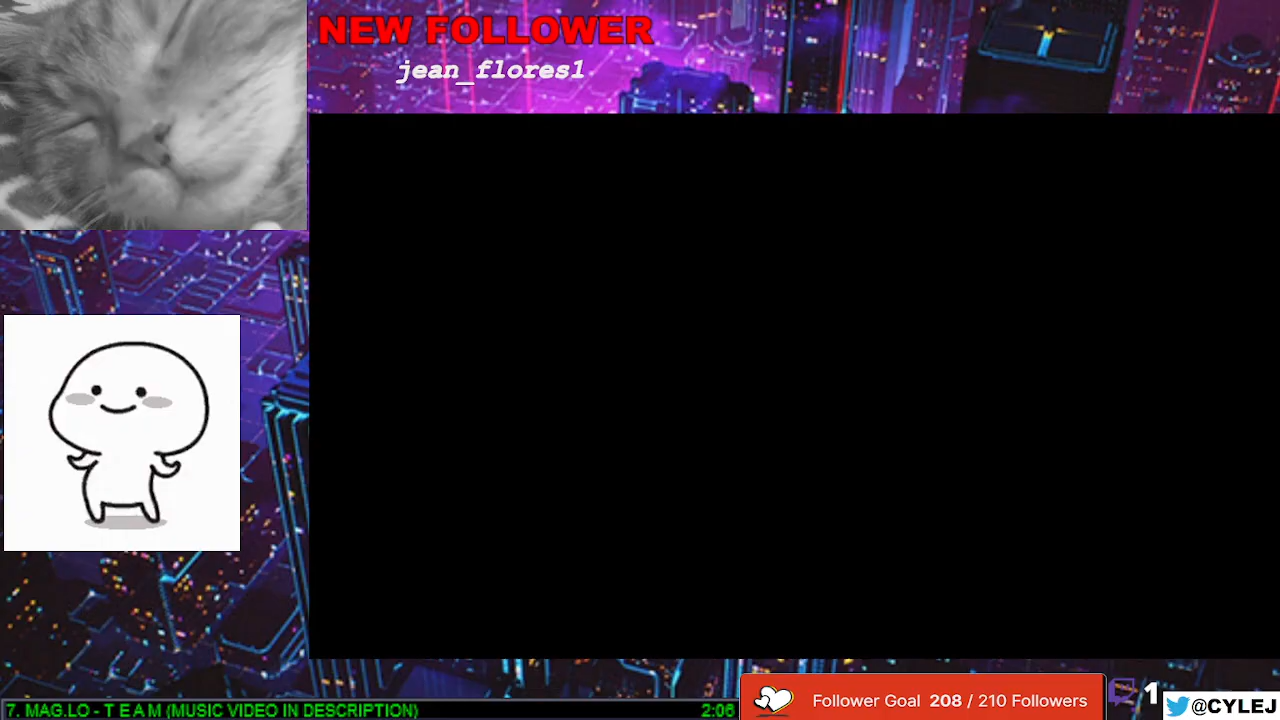 NEW FOLLOWER
jean_flores1
7. MAG.LO - T E A M (MUSIC VIDEO IN DESCRIPTION) 2:06
Follower Goal 208 / 210 Followers
1
@CYLEJ